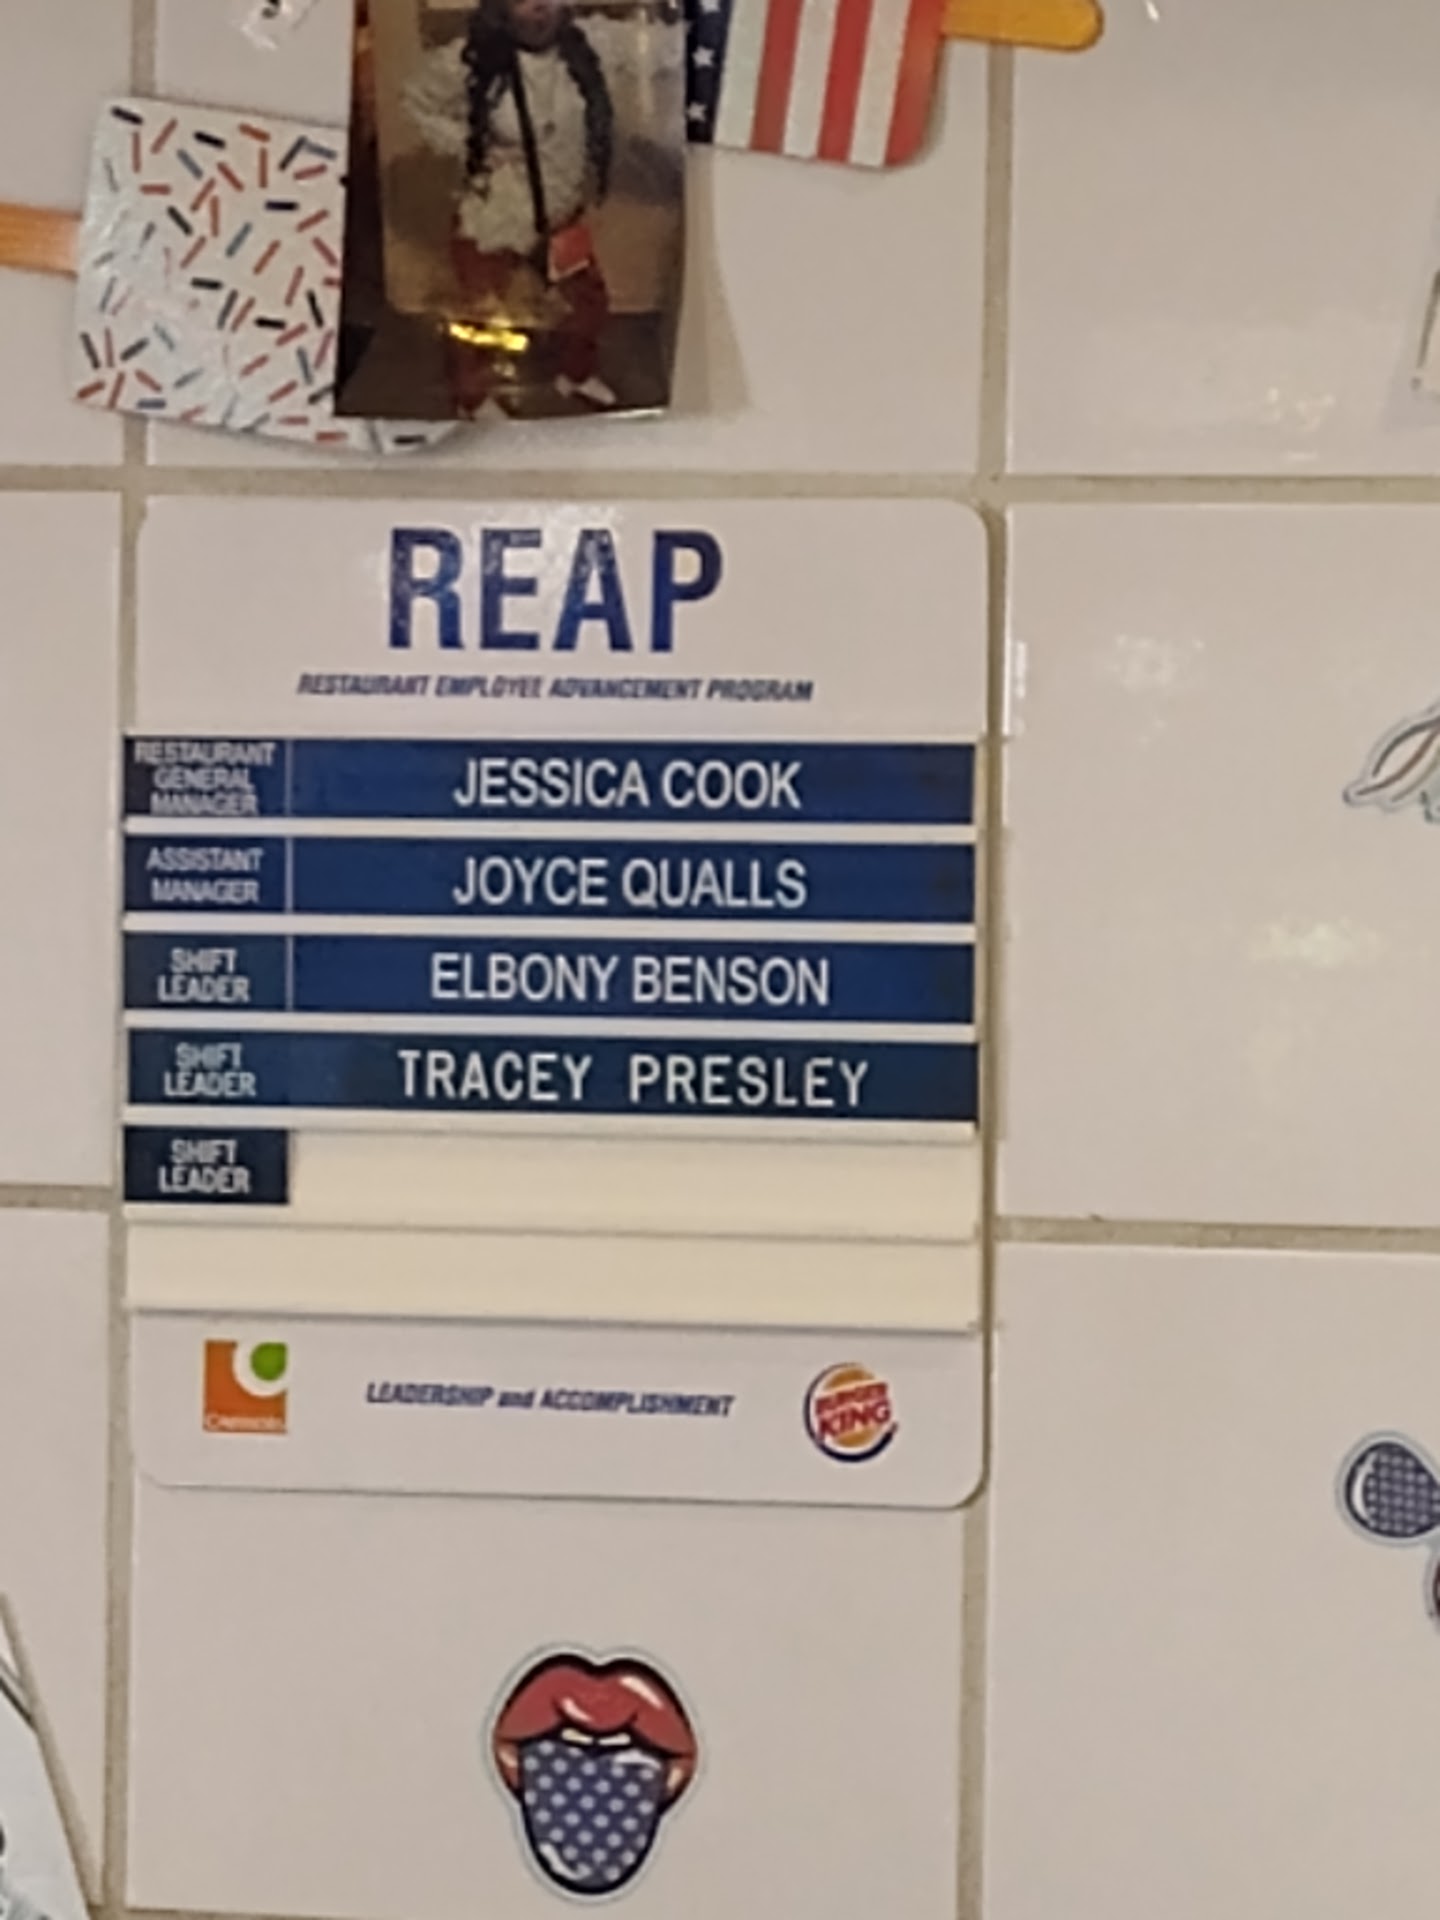 REAP
RESTAURANT EMPLOYEE ADVANCEMENT PROGRAM
RESTAURANT
GENERAL
MANAGER
JESSICA COOK
ASSISTANT
MANAGER
JOYCE QUALLS
SHIFT
LEADER
ELBONY BENSON
SHIFT
LEADER
TRACEY PRESLEY
SHIFT
LEADER
CARROLS
LEADERSHIP and ACCOMPLISHMENT
BURGER
KING